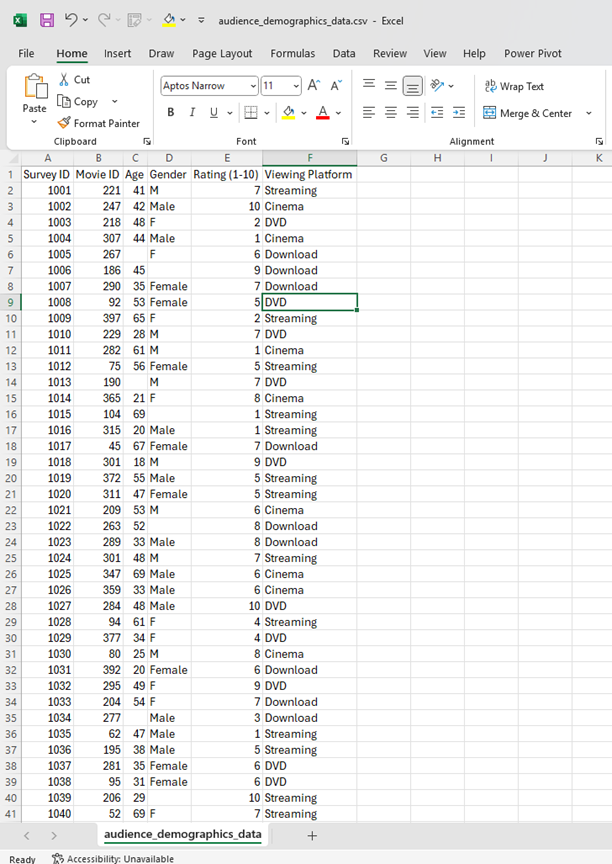 audience_demographics_data.csv - Excel
File Home Insert Draw Page Layout Formulas Data Review View Help Power Pivot
Paste
Cut
Copy
Format Painter
Clipboard
Aptos Narrow 11 A A
B I U A
Font
ab Wrap Text
Merge & Center
Alignment
A B C D E F G H I J K
1 Survey ID Movie ID Age Gender Rating (1-10) Viewing Platform
2 1001 221 41 M 7 Streaming
3 1002 247 42 Male 10 Cinema
4 1003 218 48 F 2 DVD
5 1004 307 44 Male 1 Cinema
6 1005 267 F 6 Download
7 1006 186 45 9 Download
8 1007 290 35 Female 7 Download
9 1008 92 53 Female 5 DVD
10 1009 397 65 F 2 Streaming
11 1010 229 28 M 7 DVD
12 1011 282 61 M 1 Cinema
13 1012 75 56 Female 5 Streaming
14 1013 190 M 7 DVD
15 1014 365 21 F 8 Cinema
16 1015 104 69 1 Streaming
17 1016 315 20 Male 1 Streaming
18 1017 45 67 Female 7 Download
19 1018 301 18 M 9 DVD
20 1019 372 55 Male 5 Streaming
21 1020 311 47 Female 5 Streaming
22 1021 209 53 M 6 Cinema
23 1022 263 52 8 Download
24 1023 289 33 Male 8 Download
25 1024 301 48 M 7 Streaming
26 1025 347 69 Male 6 Cinema
27 1026 359 33 Male 6 Cinema
28 1027 284 48 Male 10 DVD
29 1028 94 61 F 4 Streaming
30 1029 377 34 F 4 DVD
31 1030 80 25 M 8 Cinema
32 1031 392 20 Female 6 Download
33 1032 295 49 F 9 DVD
34 1033 204 54 F 7 Download
35 1034 277 Male 3 Download
36 1035 62 47 Male 1 Streaming
37 1036 195 38 Male 5 Streaming
38 1037 281 35 Female 6 DVD
39 1038 95 31 Female 6 DVD
40 1039 206 29 10 Streaming
41 1040 52 69 F 7 Streaming
audience_demographics_data
Ready Accessibility: Unavailable